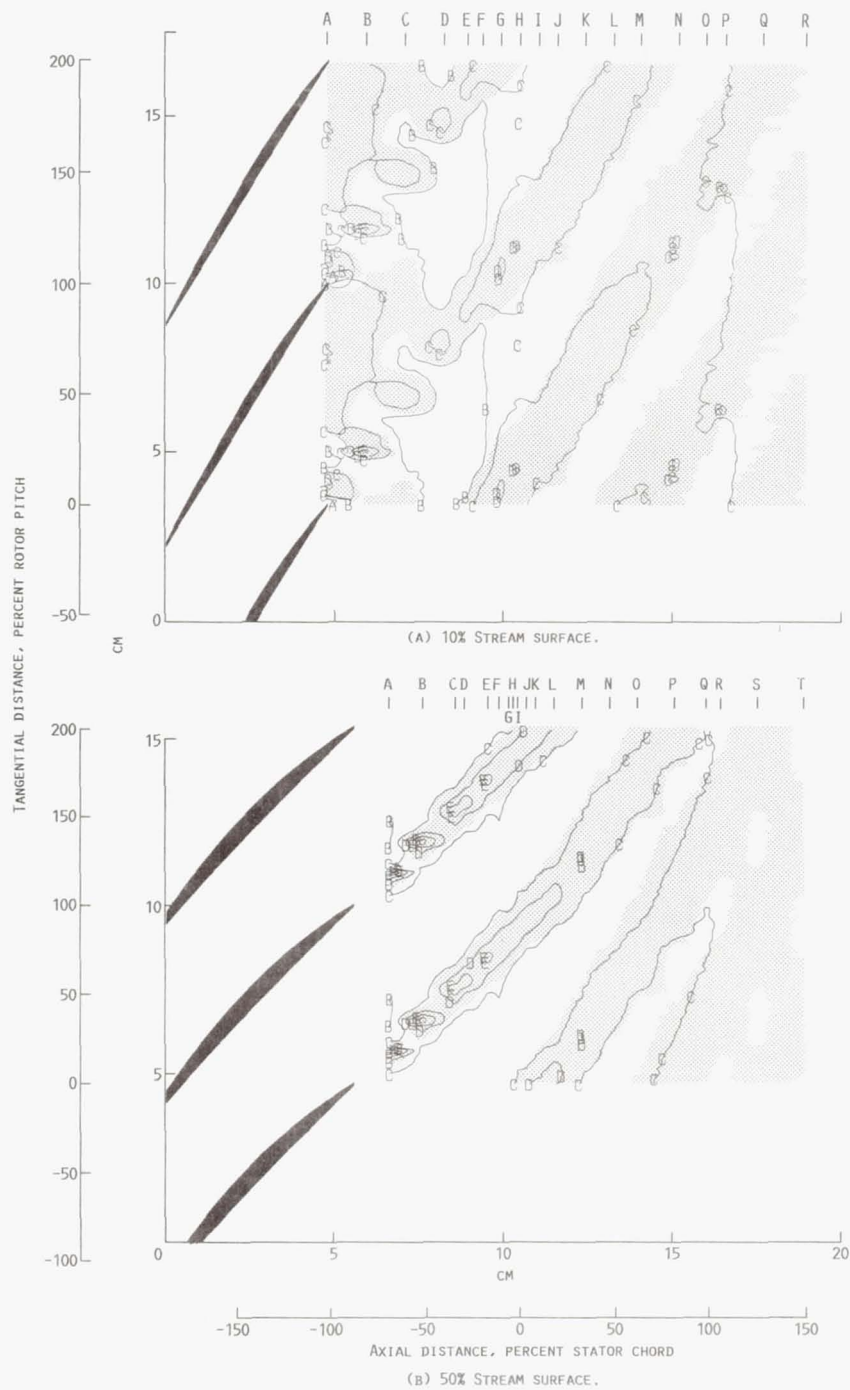 A B C D E F G H I J K L M N O P Q R
200
150
100
50
0
-50
15
10
5
0
TANGENTIAL DISTANCE, PERCENT ROTOR PITCH
CM
(A) 10% STREAM SURFACE.
A B C D E F H J K L M N O P Q R S T
G I
200
150
100
50
0
-50
-100
15
10
5
0 5 10 15 20
CM
-150 -100 -50 0 50 100 150
AXIAL DISTANCE, PERCENT STATOR CHORD
(B) 50% STREAM SURFACE.